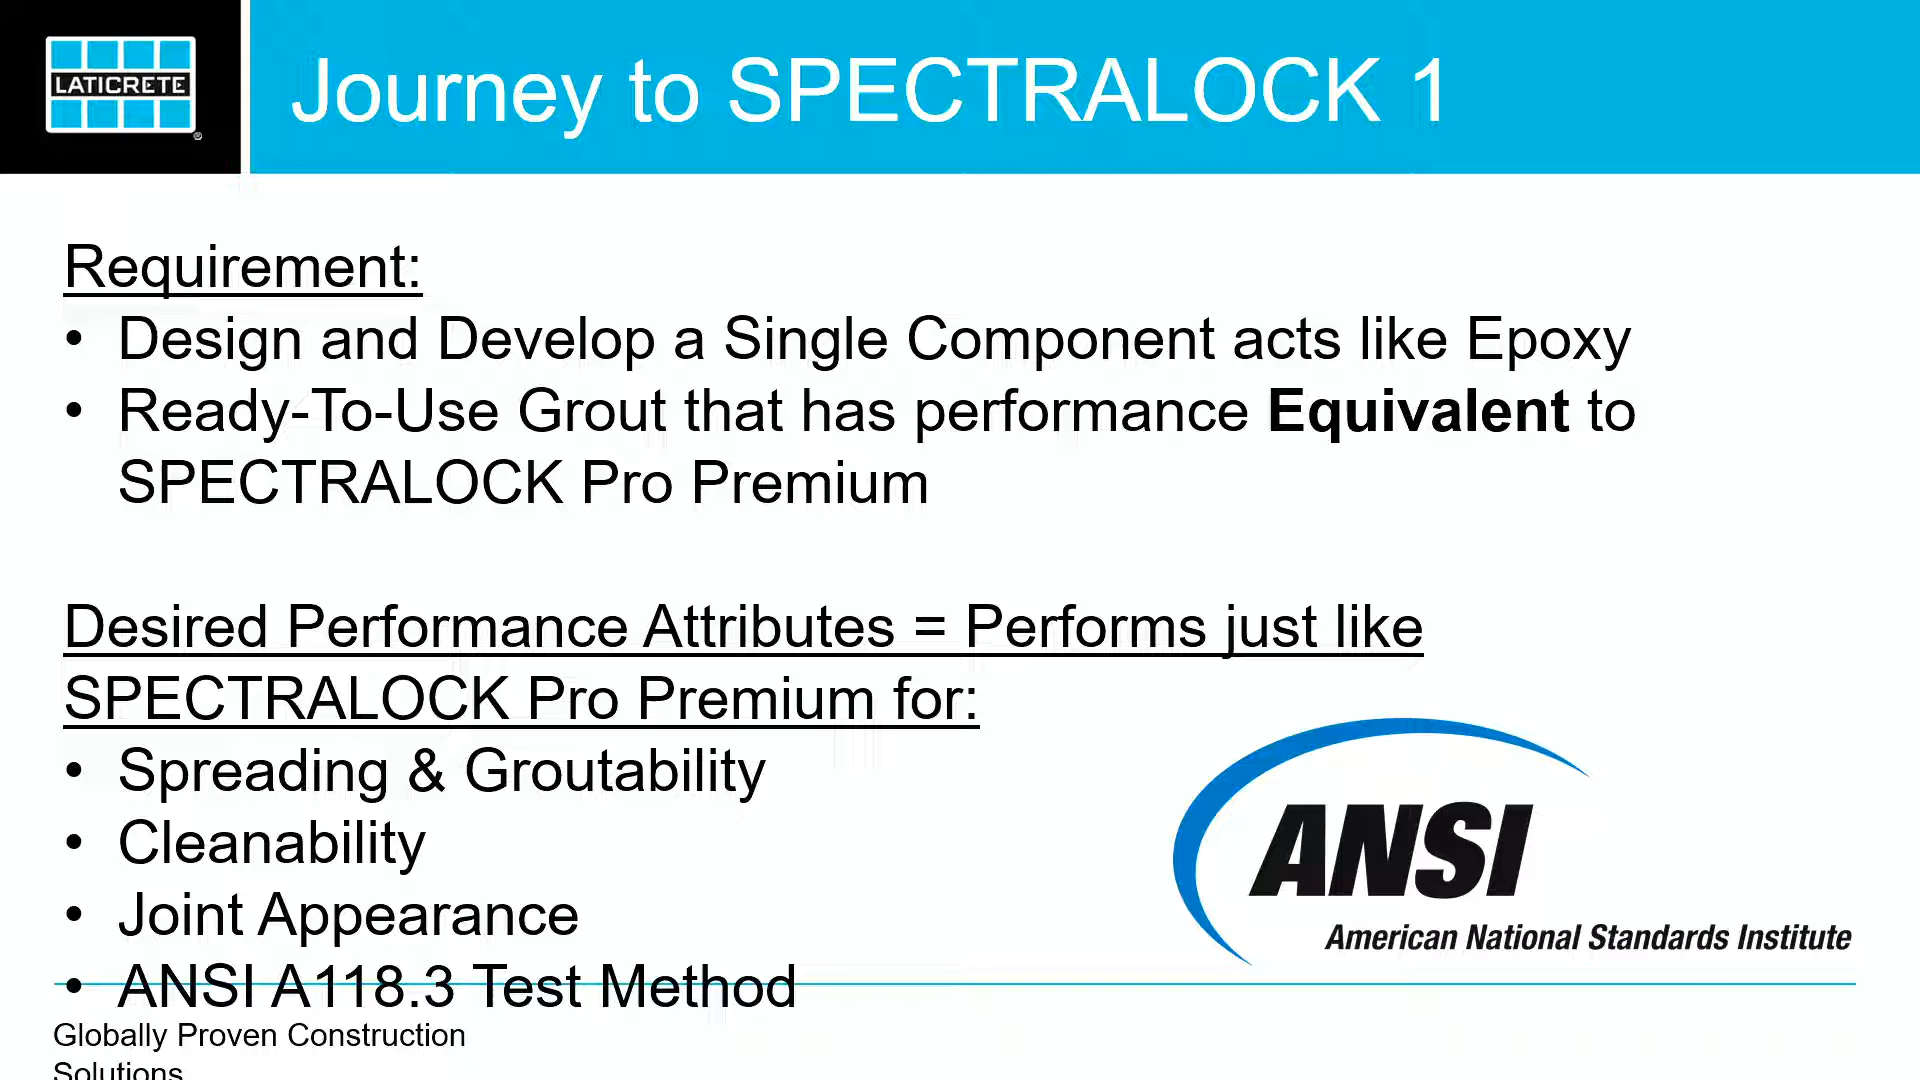 LATICRETE
®
Journey to SPECTRALOCK 1
Requirement:
• Design and Develop a Single Component acts like Epoxy
• Ready-To-Use Grout that has performance Equivalent to
SPECTRALOCK Pro Premium
Desired Performance Attributes = Performs just like
SPECTRALOCK Pro Premium for:
• Spreading & Groutability
• Cleanability
• Joint Appearance
• ANSI A118.3 Test Method
ANSI
American National Standards Institute
Globally Proven Construction
Solutions